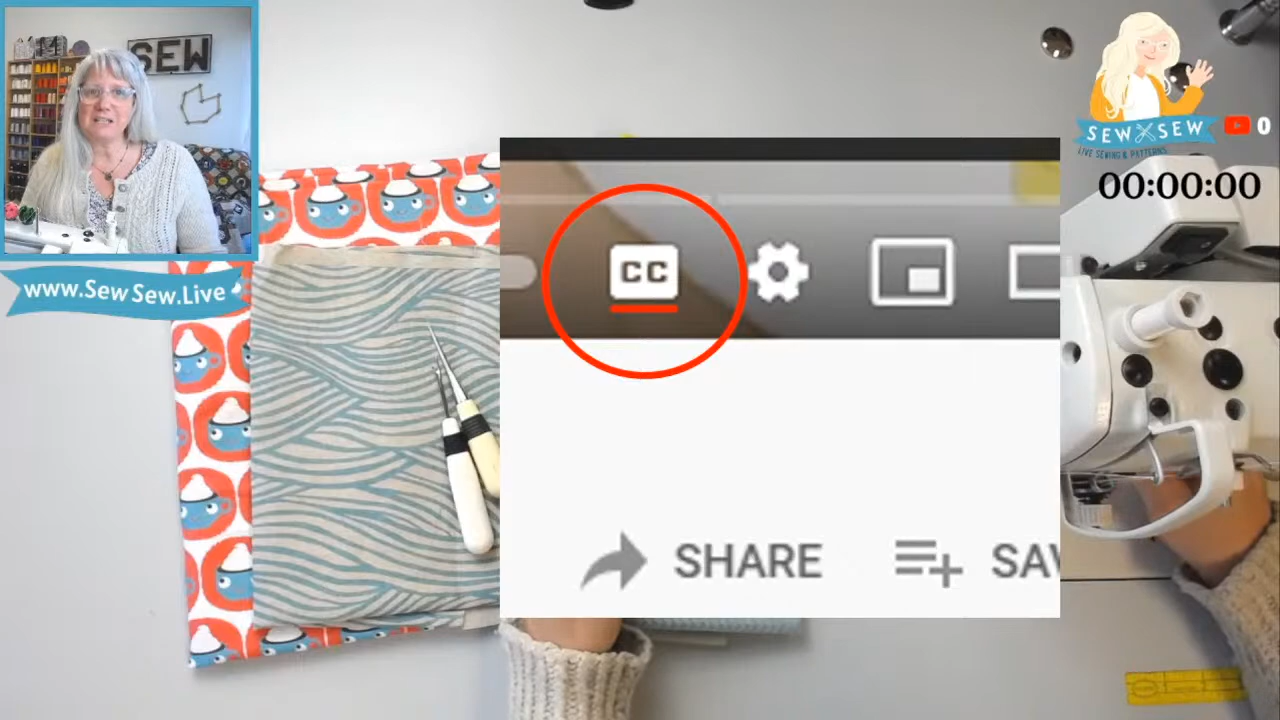 SEW
www.SewSew.Live
CC
SHARE
SAV
SEW SEW
LIVE SEWING & PATTERNS
0
00:00:00